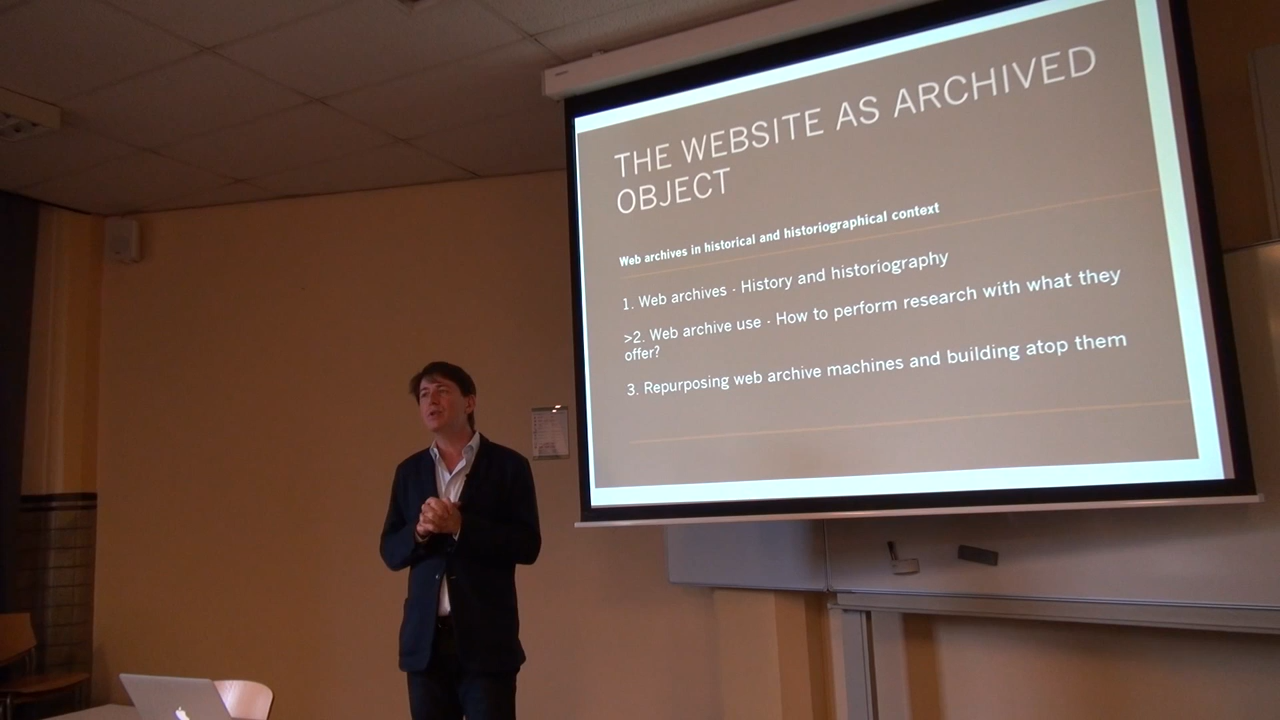 THE WEBSITE AS ARCHIVED
OBJECT
Web archives in historical and historiographical context
1. Web archives - History and historiography
>2. Web archive use - How to perform research with what they
offer?
3. Repurposing web archive machines and building atop them